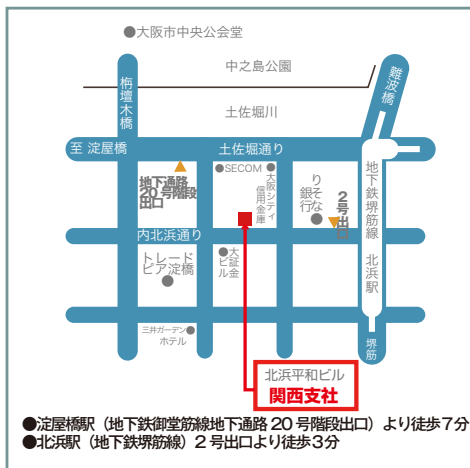 ●大阪市中央公会堂
中之島公園
栴壇木橋
難波橋
土佐堀川
至 淀屋橋
土佐堀通り
地下通路
20 号階段
出口
●SECOM
大阪シティ
信用金庫
りそな
銀行
2号出口
地下鉄堺筋線 北浜駅
内北浜通り
トレード
ピア淀橋
大証金
ビル
三井ガーデン
ホテル
堺筋
北浜平和ビル
関西支社
●淀屋橋駅（地下鉄御堂筋線地下通路 20 号階段出口）より徒歩７分
●北浜駅（地下鉄堺筋線）2 号出口より徒歩３分